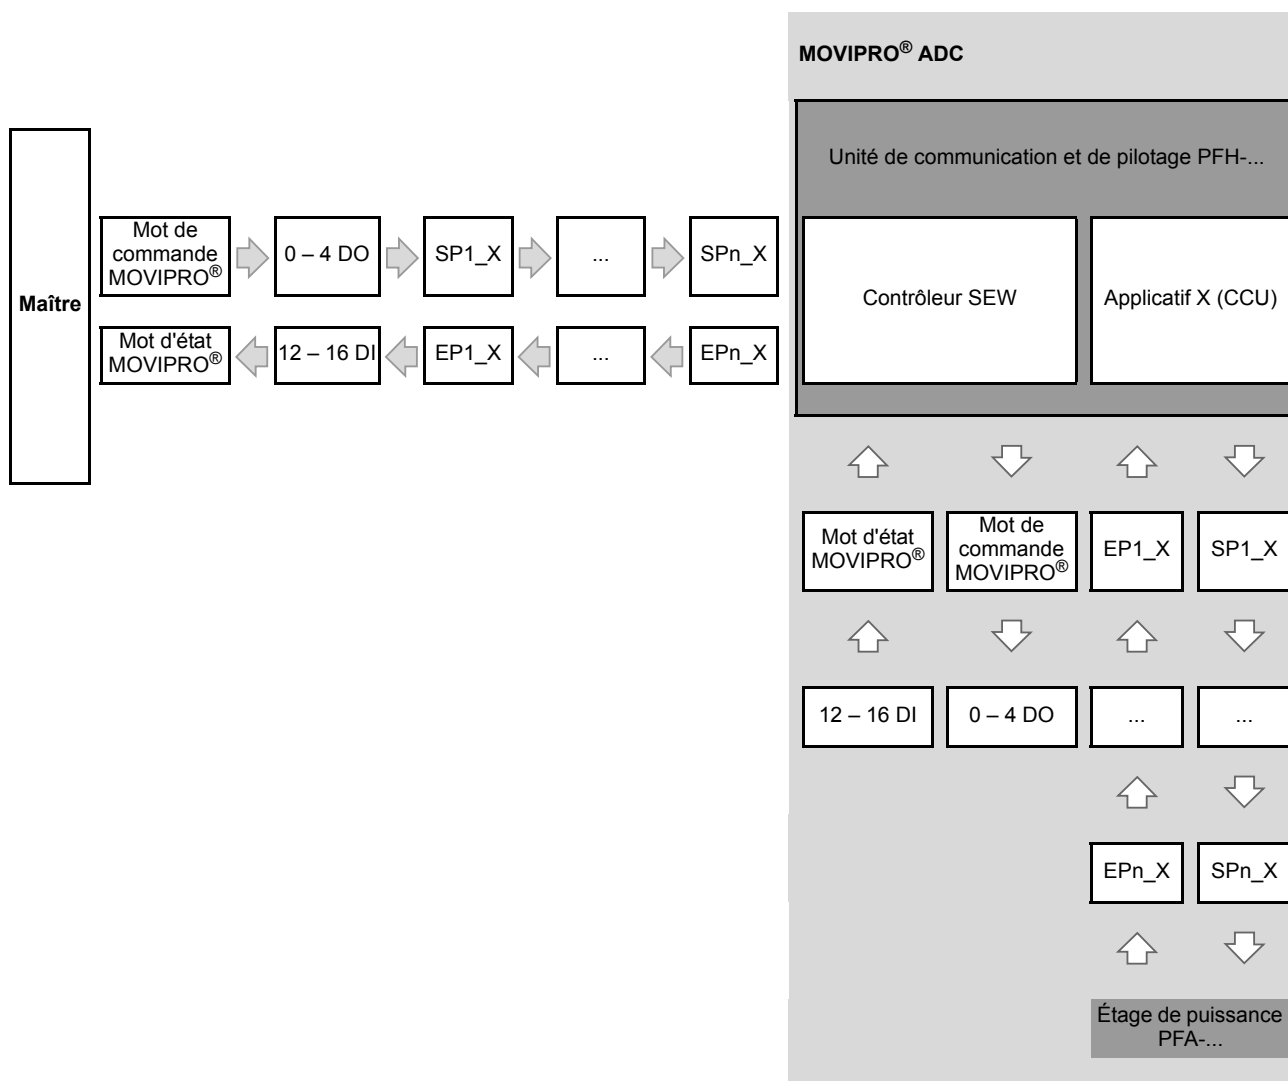 MOVIPRO® ADC
Unité de communication et de pilotage PFH-...
Maître
Mot de
commande
MOVIPRO®
0 – 4 DO
SP1_X
...
SPn_X
Mot d'état
MOVIPRO®
12 – 16 DI
EP1_X
...
EPn_X
Contrôleur SEW
Applicatif X (CCU)
Mot d'état
MOVIPRO®
Mot de
commande
MOVIPRO®
EP1_X
SP1_X
12 – 16 DI
0 – 4 DO
...
...
EPn_X
SPn_X
Étage de puissance
PFA-...